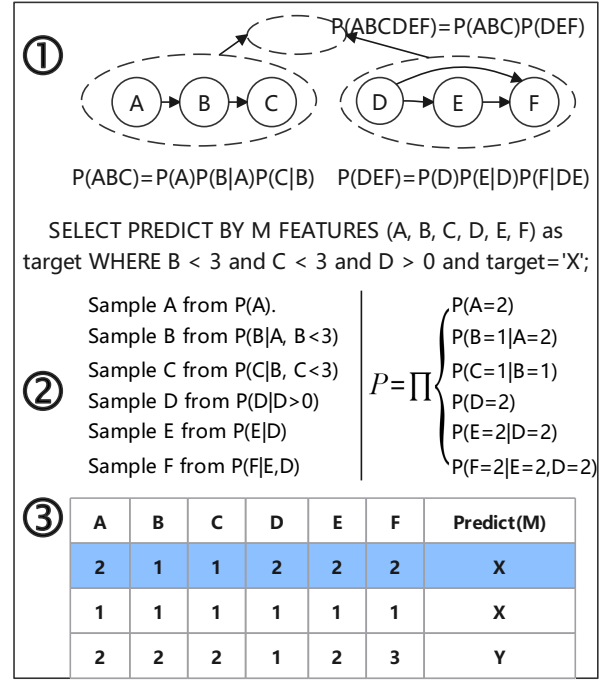 ①
P(ABCDEF)=P(ABC)P(DEF)
A B C D E F
P(ABC)=P(A)P(B|A)P(C|B) P(DEF)=P(D)P(E|D)P(F|DE)
SELECT PREDICT BY M FEATURES (A, B, C, D, E, F) as
target WHERE B < 3 and C < 3 and D > 0 and target='X';
②
Sample A from P(A).
Sample B from P(B|A, B<3)
Sample C from P(C|B, C<3)
Sample D from P(D|D>0)
Sample E from P(E|D)
Sample F from P(F|E,D)
P=∏{
P(A=2)
P(B=1|A=2)
P(C=1|B=1)
P(D=2)
P(E=2|D=2)
P(F=2|E=2,D=2)
③
A B C D E F Predict(M)
2 1 1 2 2 2 X
1 1 1 1 1 1 X
2 2 2 1 2 3 Y